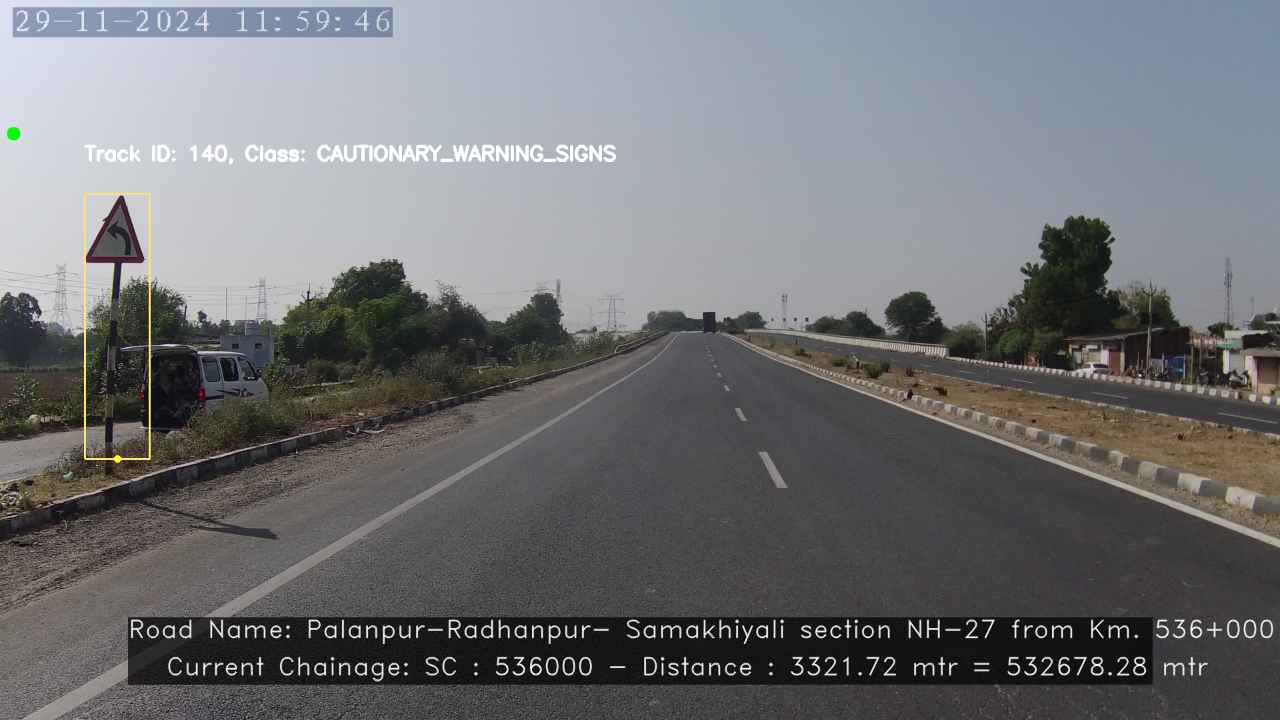 29-11-2024 11:59:46
Track ID: 140, Class: CAUTIONARY_WARNING_SIGNS
Road Name: Palanpur-Radhanpur- Samakhiyali section NH-27 from Km. 536+000
Current Chainage: SC : 536000 - Distance : 3321.72 mtr = 532678.28 mtr